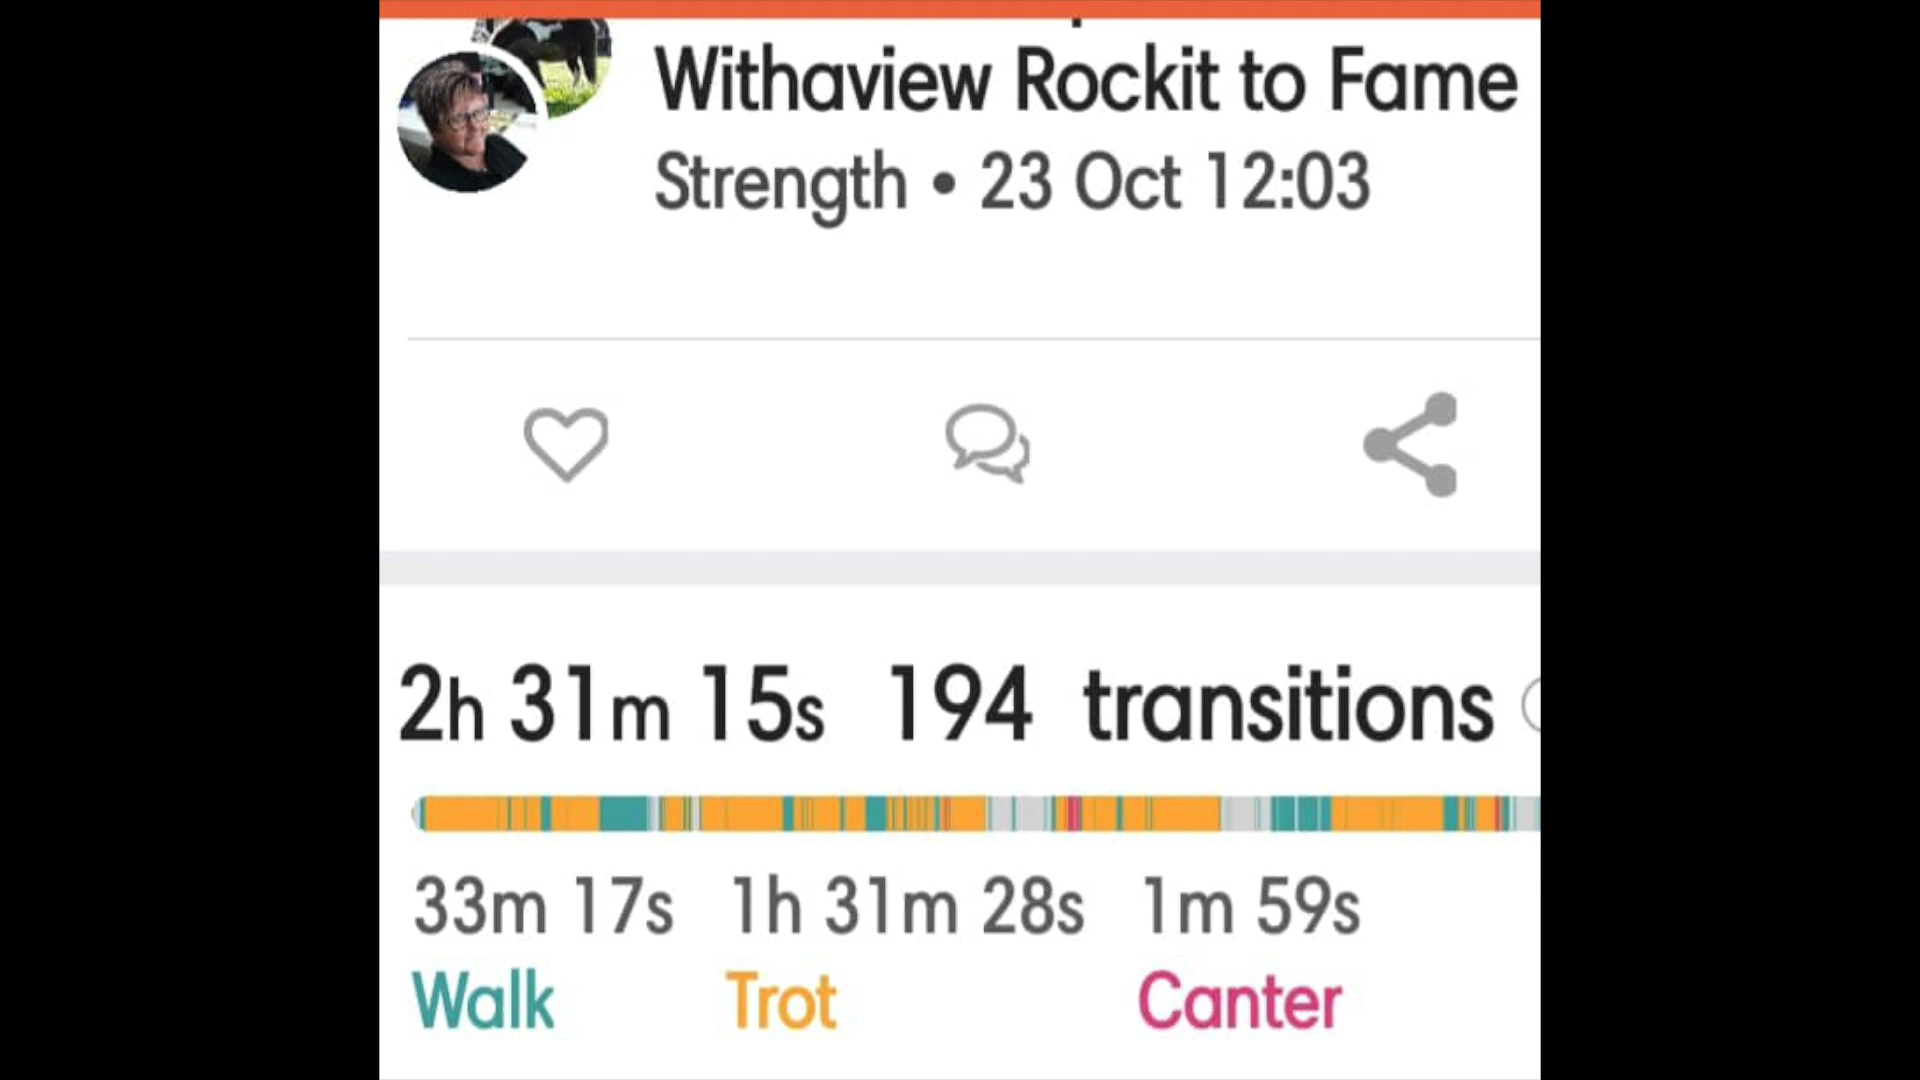 Withaview Rockit to Fame
Strength • 23 Oct 12:03
2h 31m 15s 194 transitions
33m 17s 1h 31m 28s 1m 59s
Walk Trot Canter